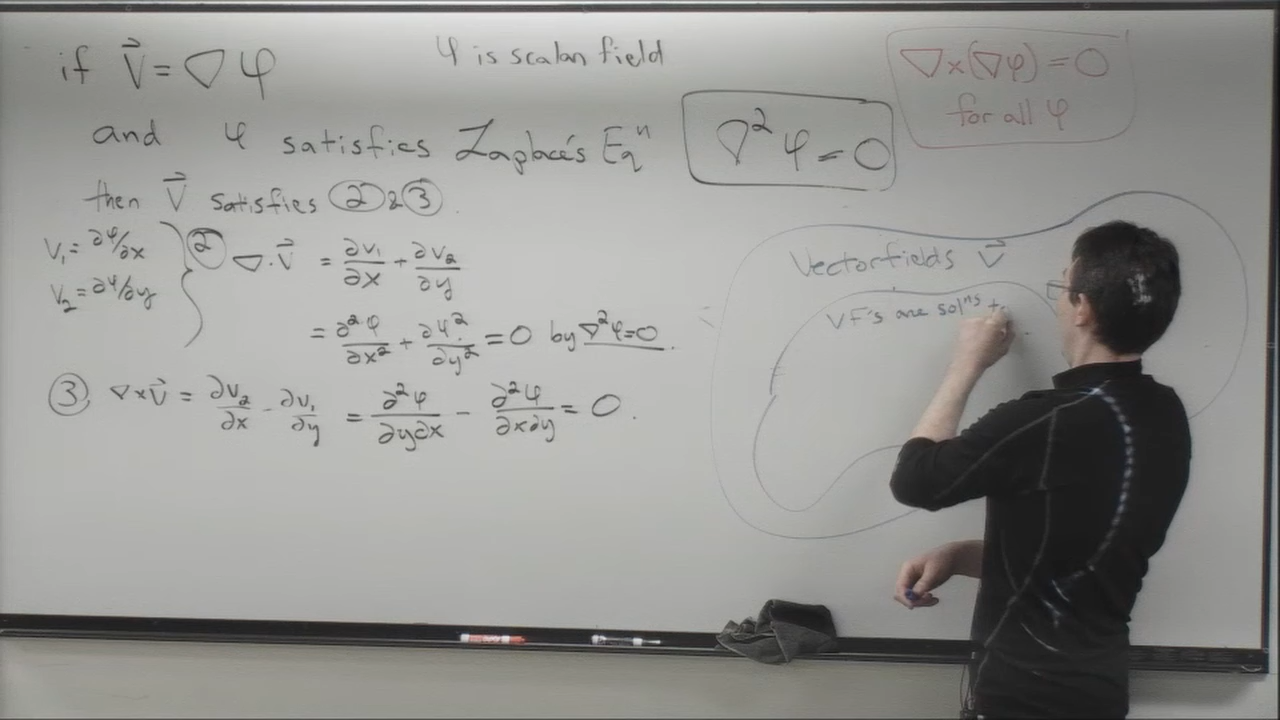 if V⃗ = ∇φ
φ is scalar field
∇×(∇φ) = 0
for all φ
and φ satisfies Laplace's Eqⁿ
∇²φ = 0
then V⃗ satisfies ② & ③.
V₁ = ∂φ/∂x
V₂ = ∂φ/∂y
② ∇·V⃗ = ∂V₁/∂x + ∂V₂/∂y
= ∂²φ/∂x² + ∂φ²/∂y² = 0 by ∇²φ=0.
③ ∇×V⃗ = ∂V₂/∂x - ∂V₁/∂y = ∂²φ/∂y∂x - ∂²φ/∂x∂y = 0.
Vectorfields V⃗
VF's are solⁿˢ